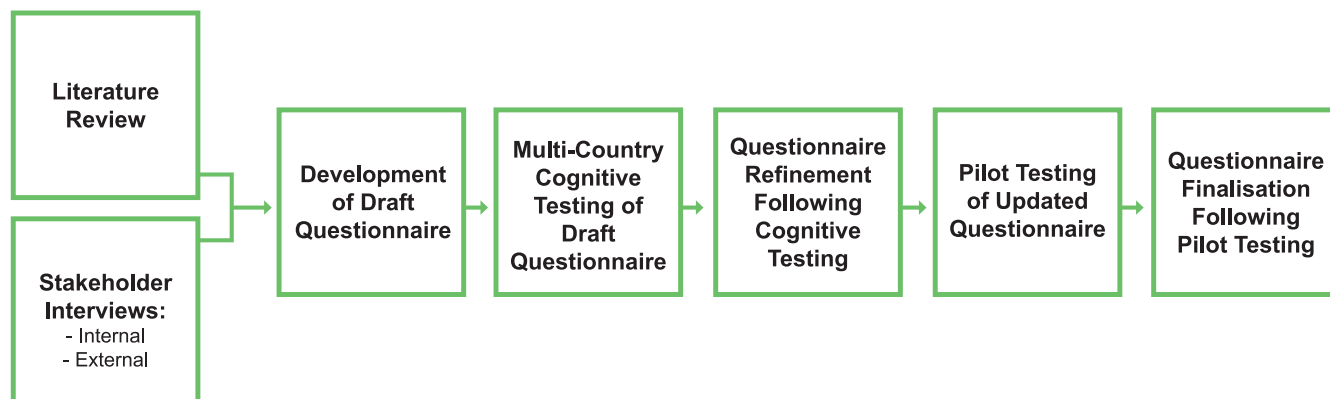 Literature
Review
Stakeholder
Interviews:
- Internal
- External
Development
of Draft
Questionnaire
Multi-Country
Cognitive
Testing of
Draft
Questionnaire
Questionnaire
Refinement
Following
Cognitive
Testing
Pilot Testing
of Updated
Questionnaire
Questionnaire
Finalisation
Following
Pilot Testing